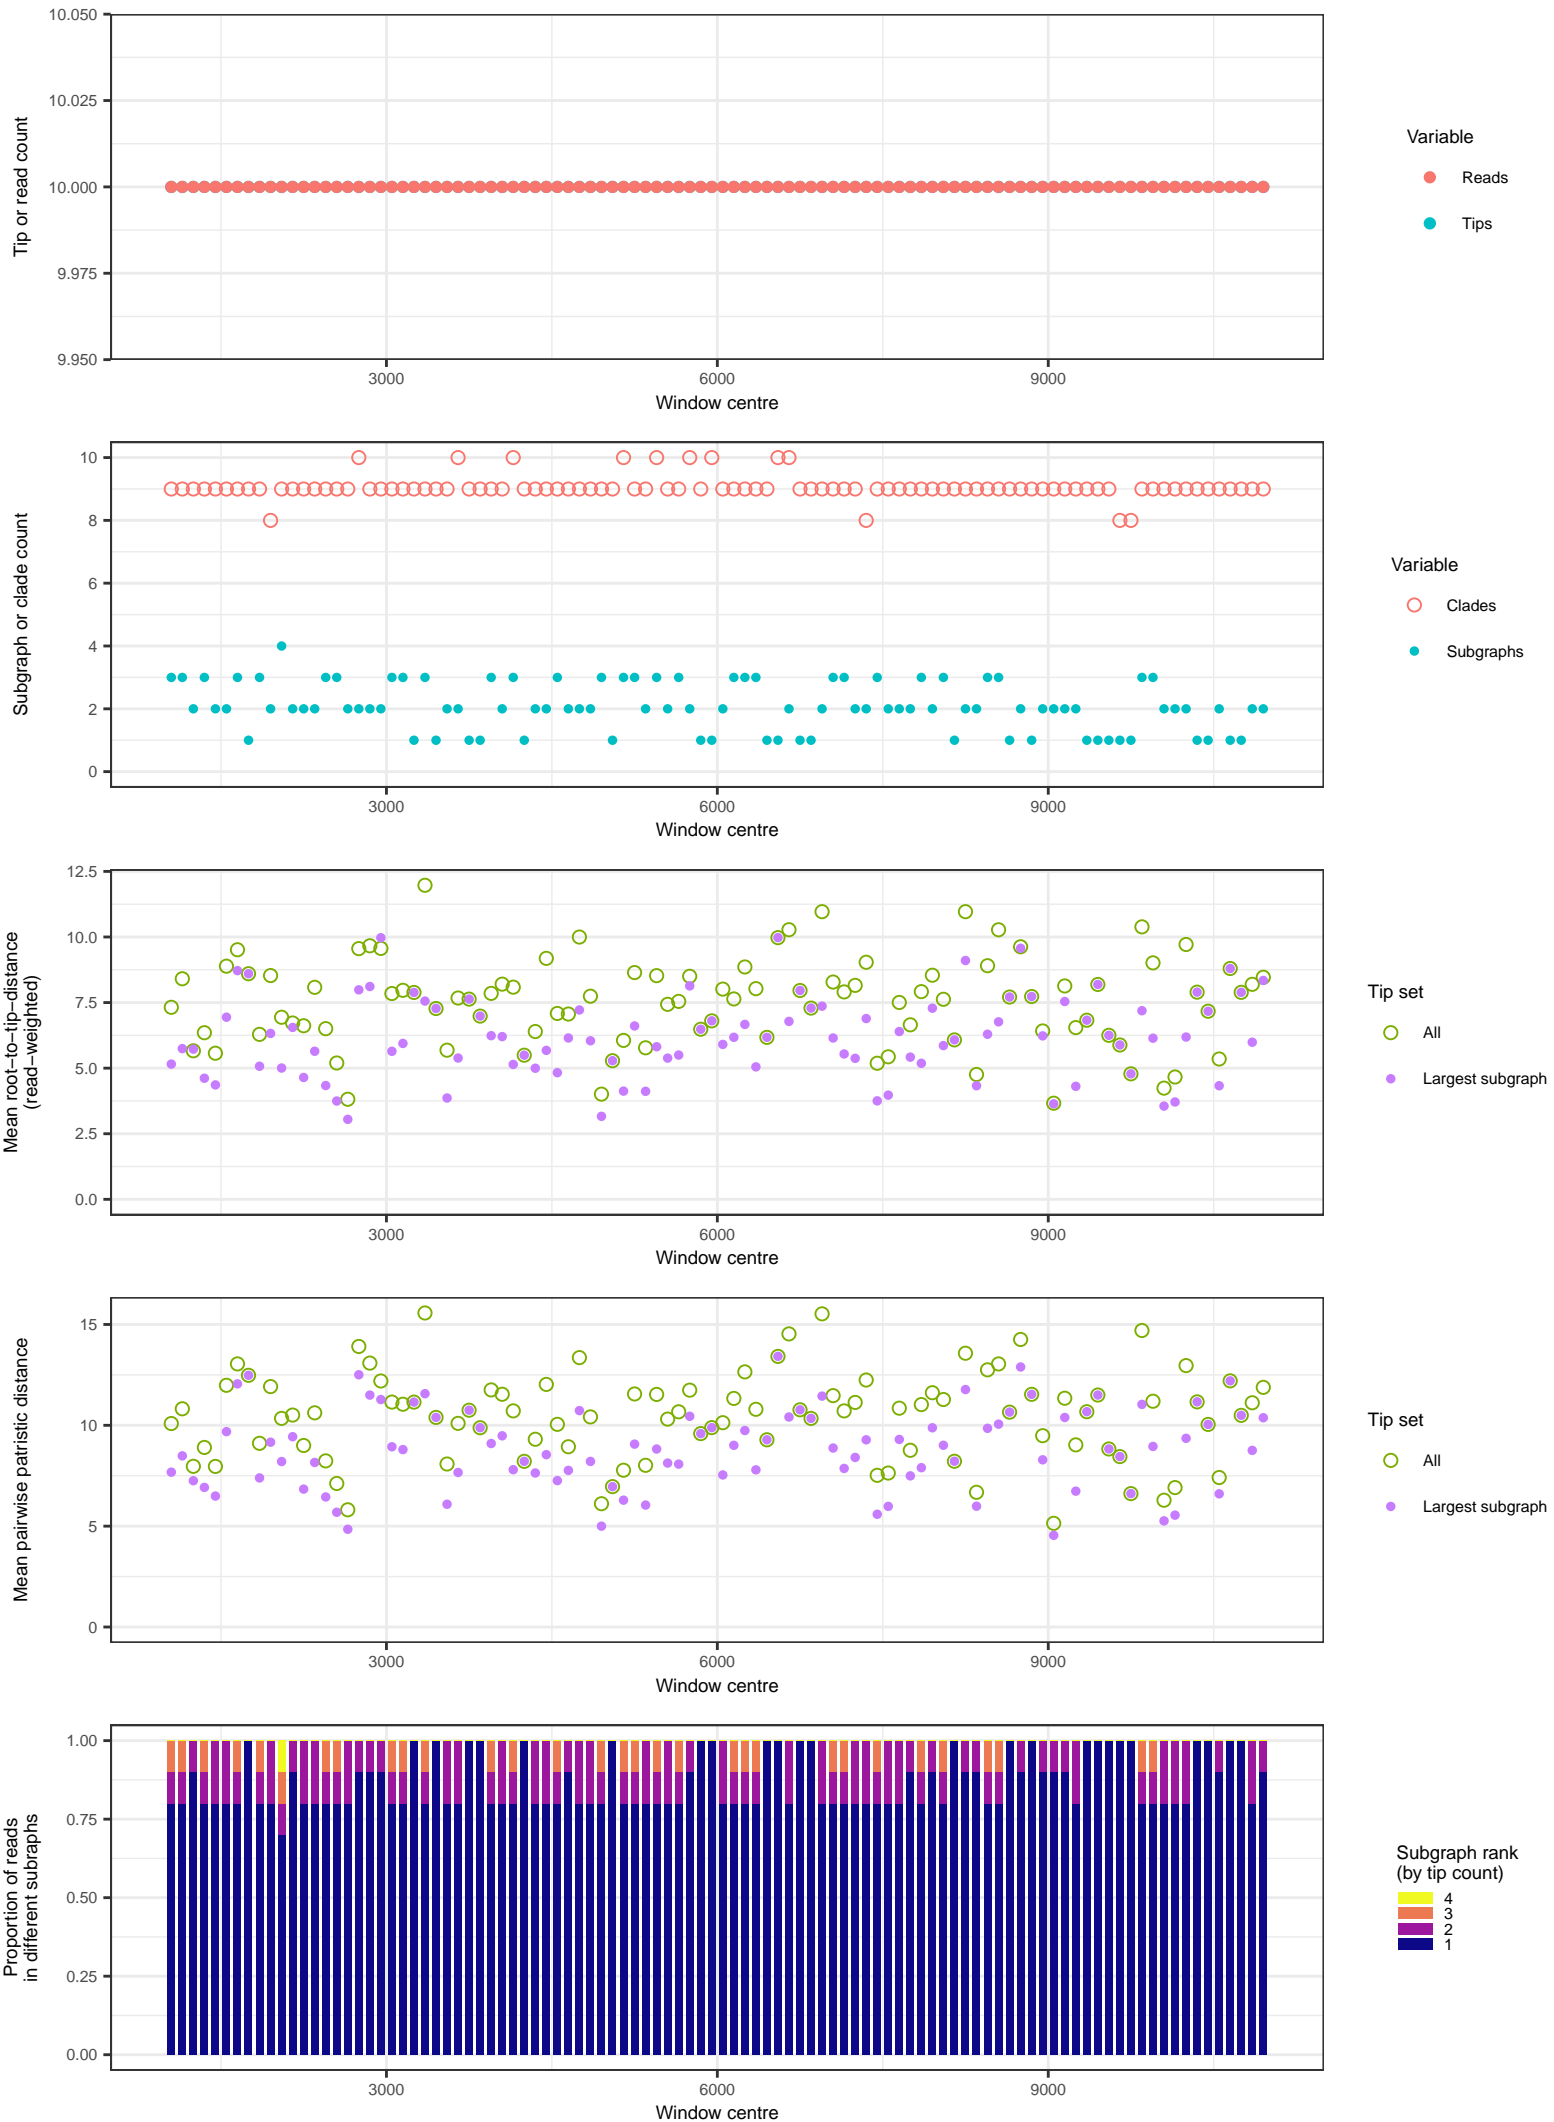 10.050
10.025
10.000
9.975
9.950
Tip or read count
3000
6000
9000
Window centre
Variable
Reads
Tips
10
8
6
4
2
0
Subgraph or clade count
3000
6000
9000
Window centre
Variable
Clades
Subgraphs
12.5
10.0
7.5
5.0
2.5
0.0
Mean root−to−tip−distance
(read−weighted)
3000
6000
9000
Window centre
Tip set
All
Largest subgraph
15
10
5
0
Mean pairwise patristic distance
3000
6000
9000
Window centre
Tip set
All
Largest subgraph
1.00
0.75
0.50
0.25
0.00
Proportion of reads
in different subraphs
3000
6000
9000
Window centre
Subgraph rank
(by tip count)
4
3
2
1